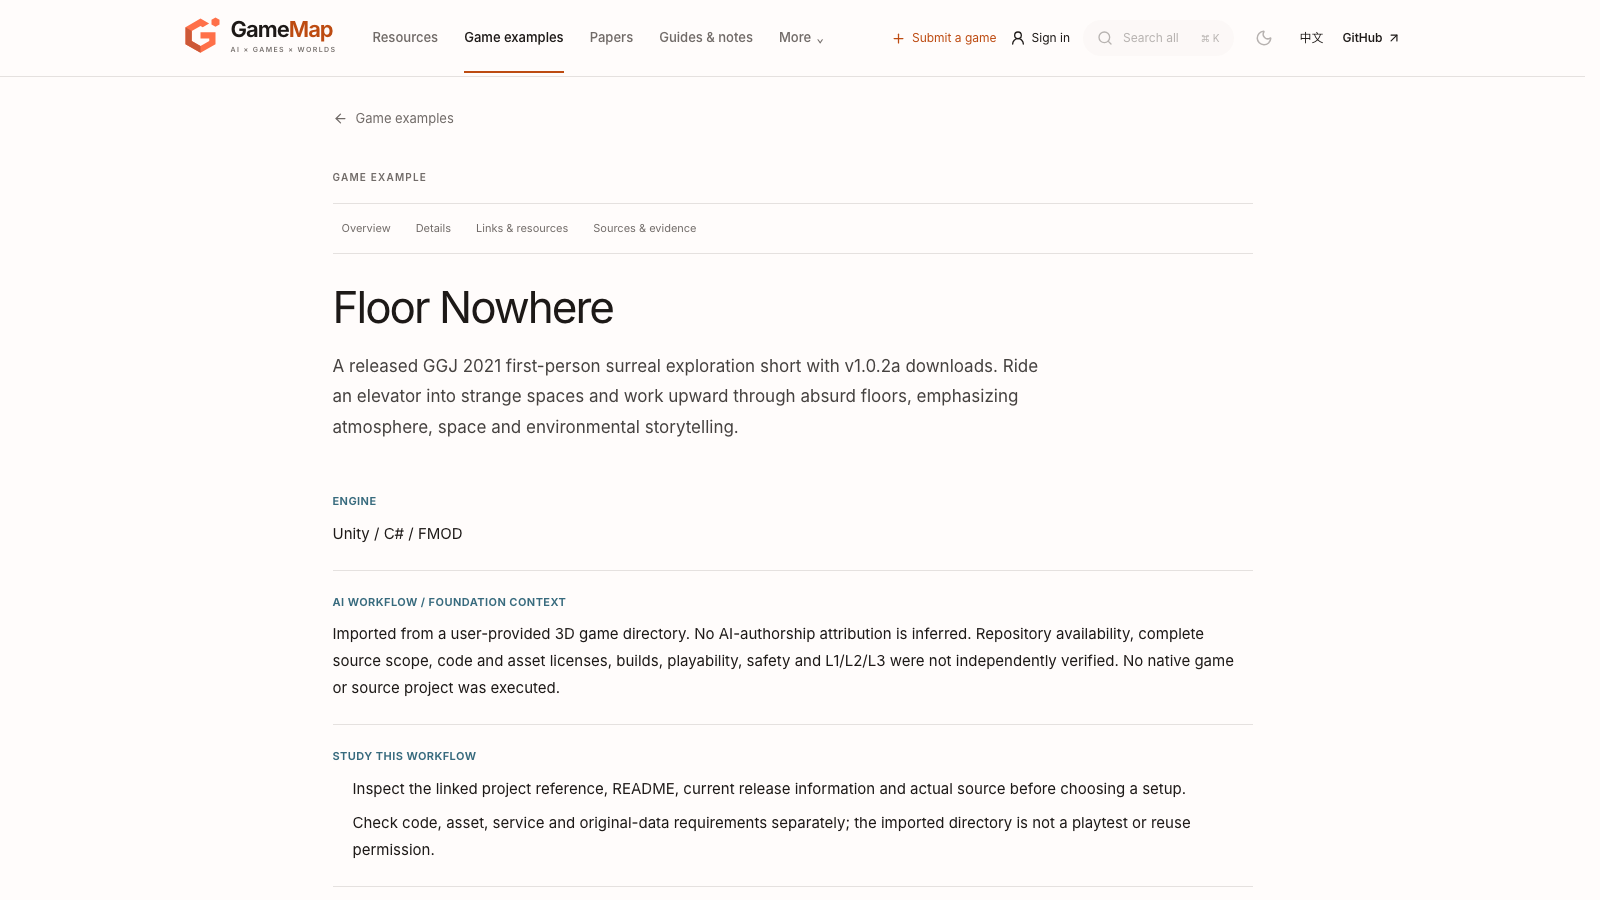 GameMap
AI × GAMES × WORLDS
Resources
Game examples
Papers
Guides & notes
More
Submit a game
Sign in
Search all
⌘ K
中文
GitHub
Game examples
GAME EXAMPLE
Overview
Details
Links & resources
Sources & evidence
Floor Nowhere
A released GGJ 2021 first-person surreal exploration short with v1.0.2a downloads. Ride
an elevator into strange spaces and work upward through absurd floors, emphasizing
atmosphere, space and environmental storytelling.
ENGINE
Unity / C# / FMOD
AI WORKFLOW / FOUNDATION CONTEXT
Imported from a user-provided 3D game directory. No AI-authorship attribution is inferred. Repository availability, complete
source scope, code and asset licenses, builds, playability, safety and L1/L2/L3 were not independently verified. No native game
or source project was executed.
STUDY THIS WORKFLOW
Inspect the linked project reference, README, current release information and actual source before choosing a setup.
Check code, asset, service and original-data requirements separately; the imported directory is not a playtest or reuse
permission.